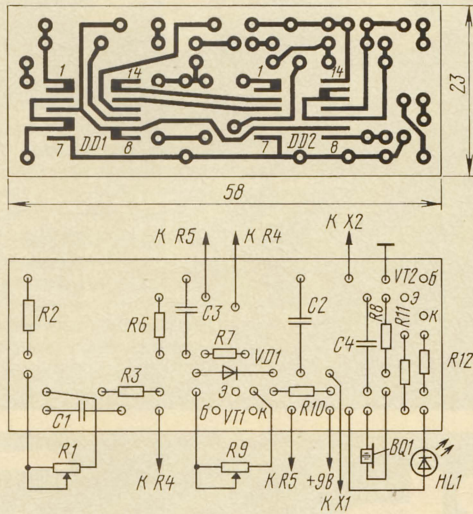 1 14 1 14
23
7 DD1 8 7 DD2 8
58
К R5 К R4 К X2
R2 R6 C3 C2 C4 R8 R11 VT2 б
Э
к
R7 VD1 R12
R3 Э
C1 б VT1 к R10
R1 К R4 R9 К R5 +9В К X1 BQ1 HL1